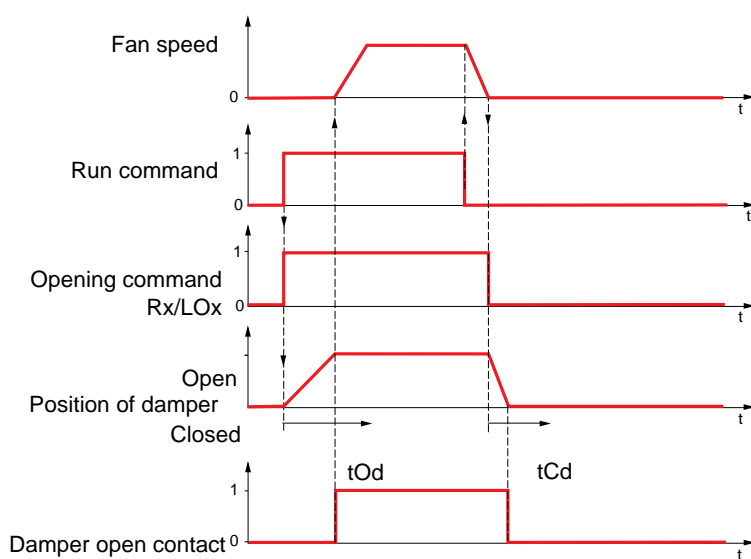 Fan speed
0
t
Run command
1
0
t
Opening command
Rx/LOx
1
0
t
Open
Position of damper
Closed
t
tOd
tCd
1
0
Damper open contact
t